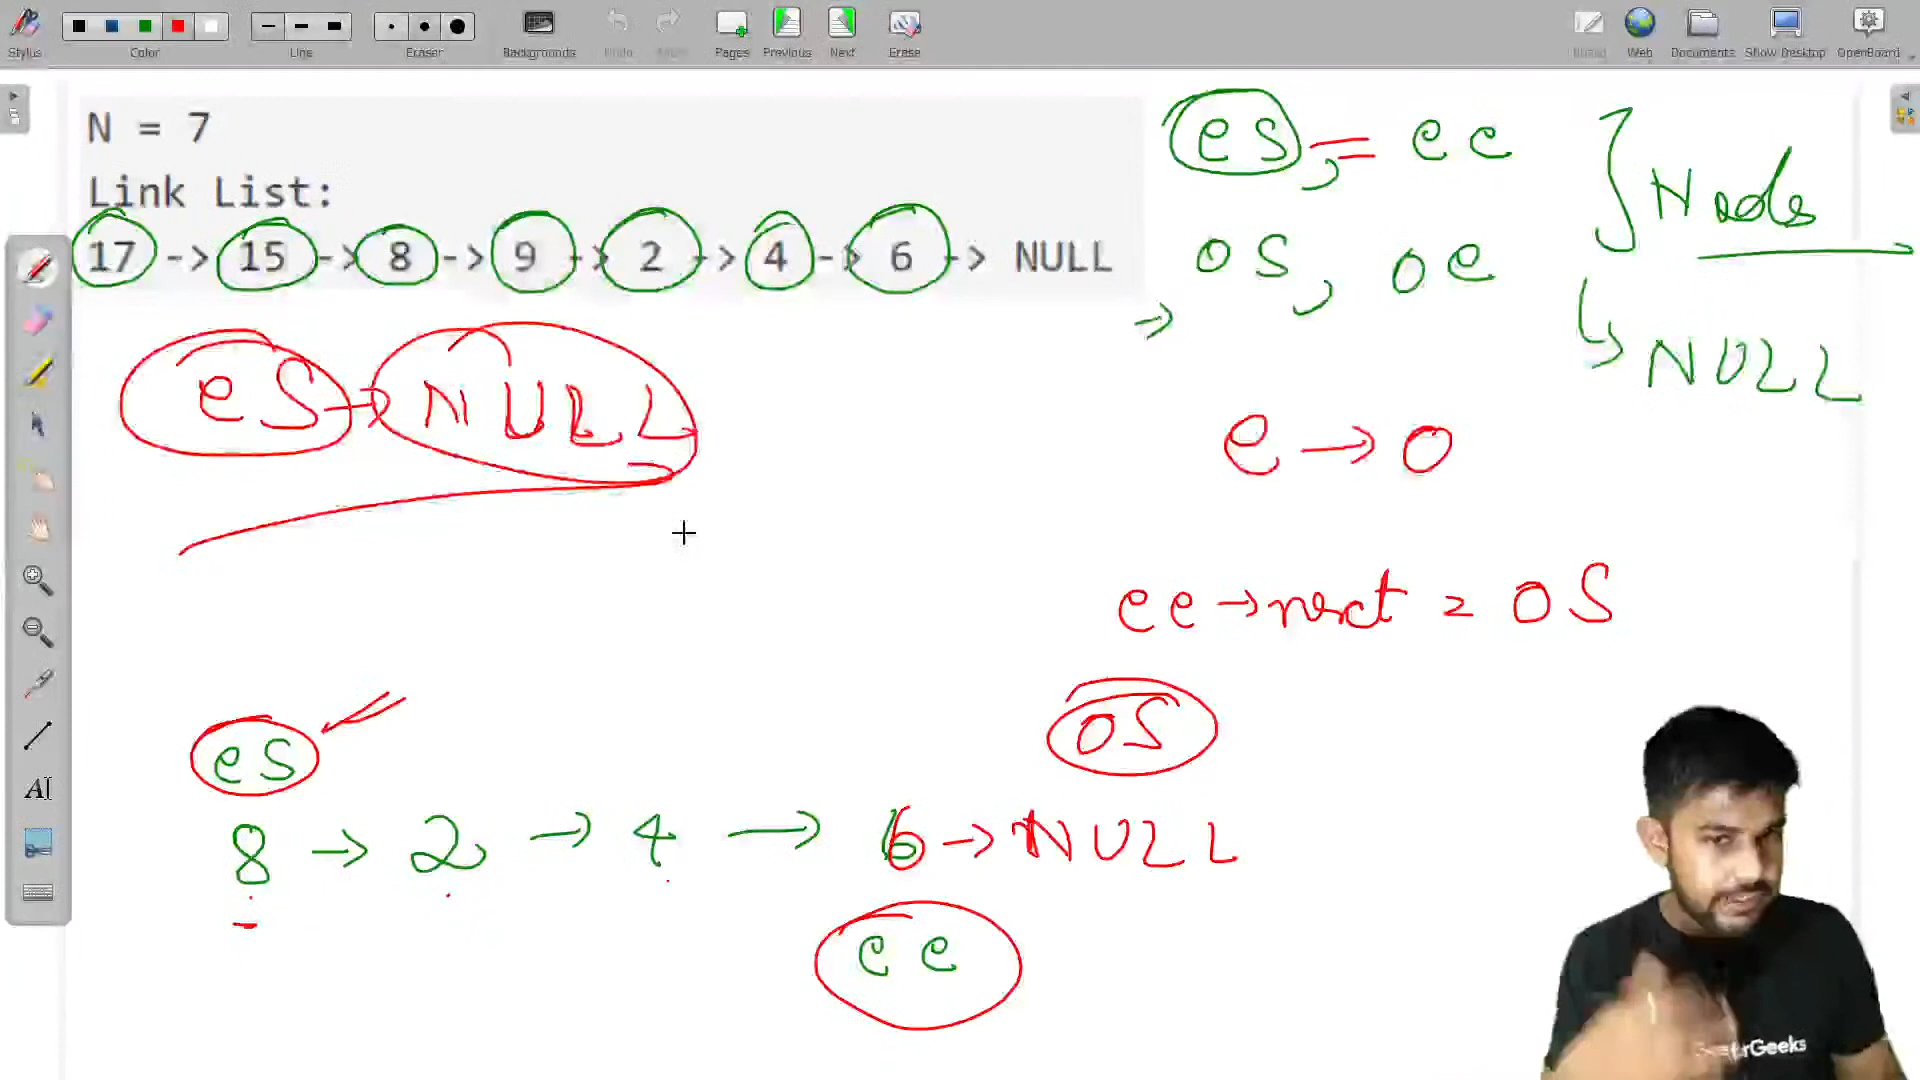 Stylus
Color
Line
Eraser
Backgrounds
Undo
Pages
Previous
Next
Erase
Web
Documents
Show Desktop
OpenBoard
N = 7
Link List:
17 -> 15 -> 8 -> 9 -> 2 -> 4 -> 6 -> NULL
es, = ee
os, oe
} Node
NULL
es → NULL
e → o
ee → next = os
es
os
8 → 2 → 4 → 6 → NULL
ee
AI
rGeeks